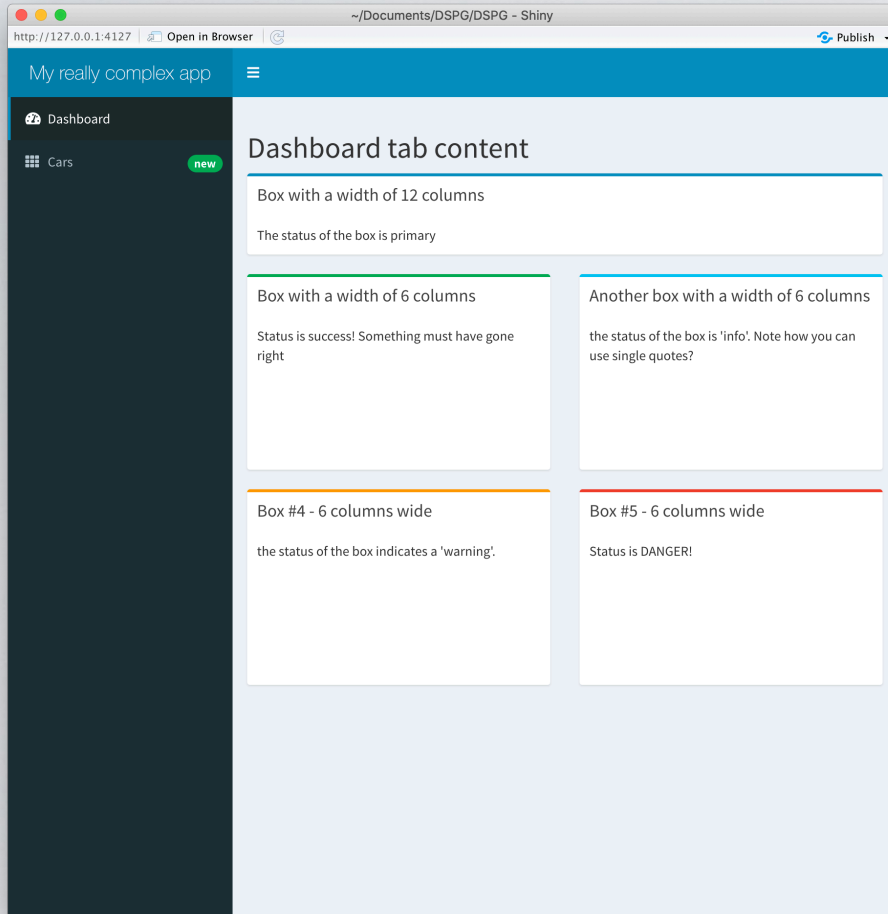 ~/Documents/DSPG/DSPG - Shiny
http://127.0.0.1:4127 Open in Browser Publish
My really complex app
Dashboard
Cars new
Dashboard tab content
Box with a width of 12 columns
The status of the box is primary
Box with a width of 6 columns
Status is success! Something must have gone
right
Another box with a width of 6 columns
the status of the box is 'info'. Note how you can
use single quotes?
Box #4 - 6 columns wide
the status of the box indicates a 'warning'.
Box #5 - 6 columns wide
Status is DANGER!